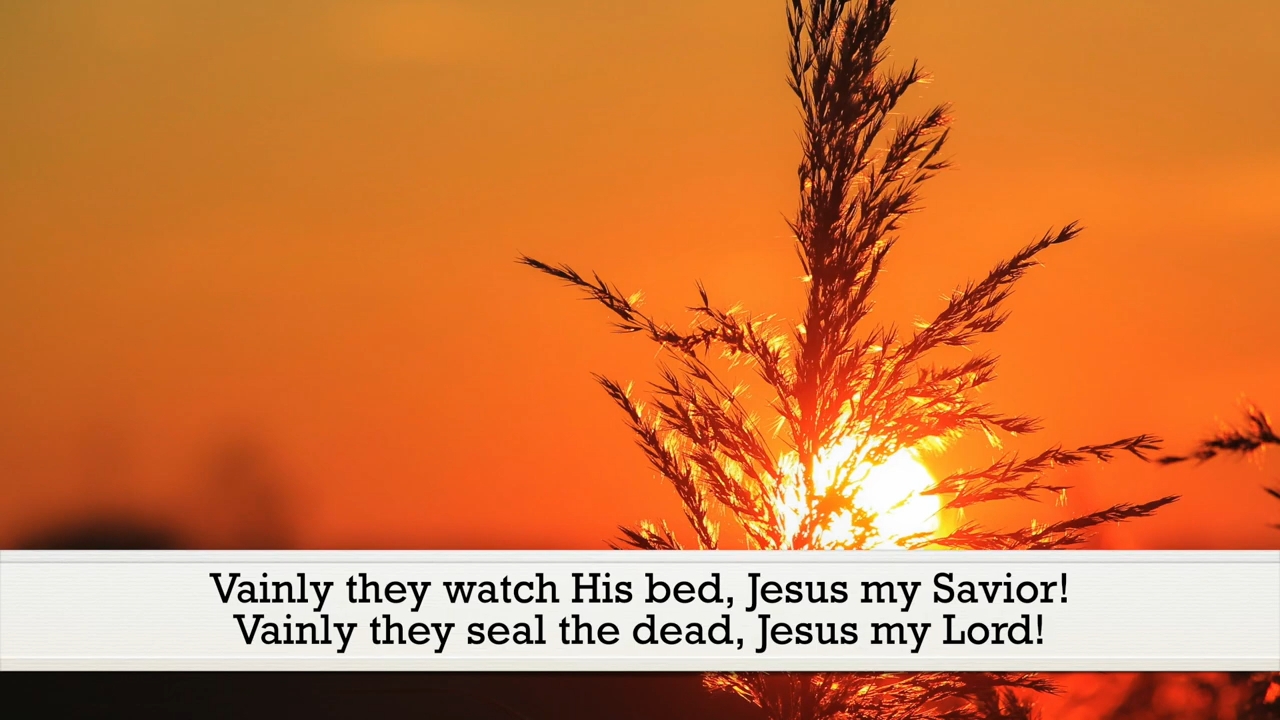 Vainly they watch His bed, Jesus my Savior!
Vainly they seal the dead, Jesus my Lord!